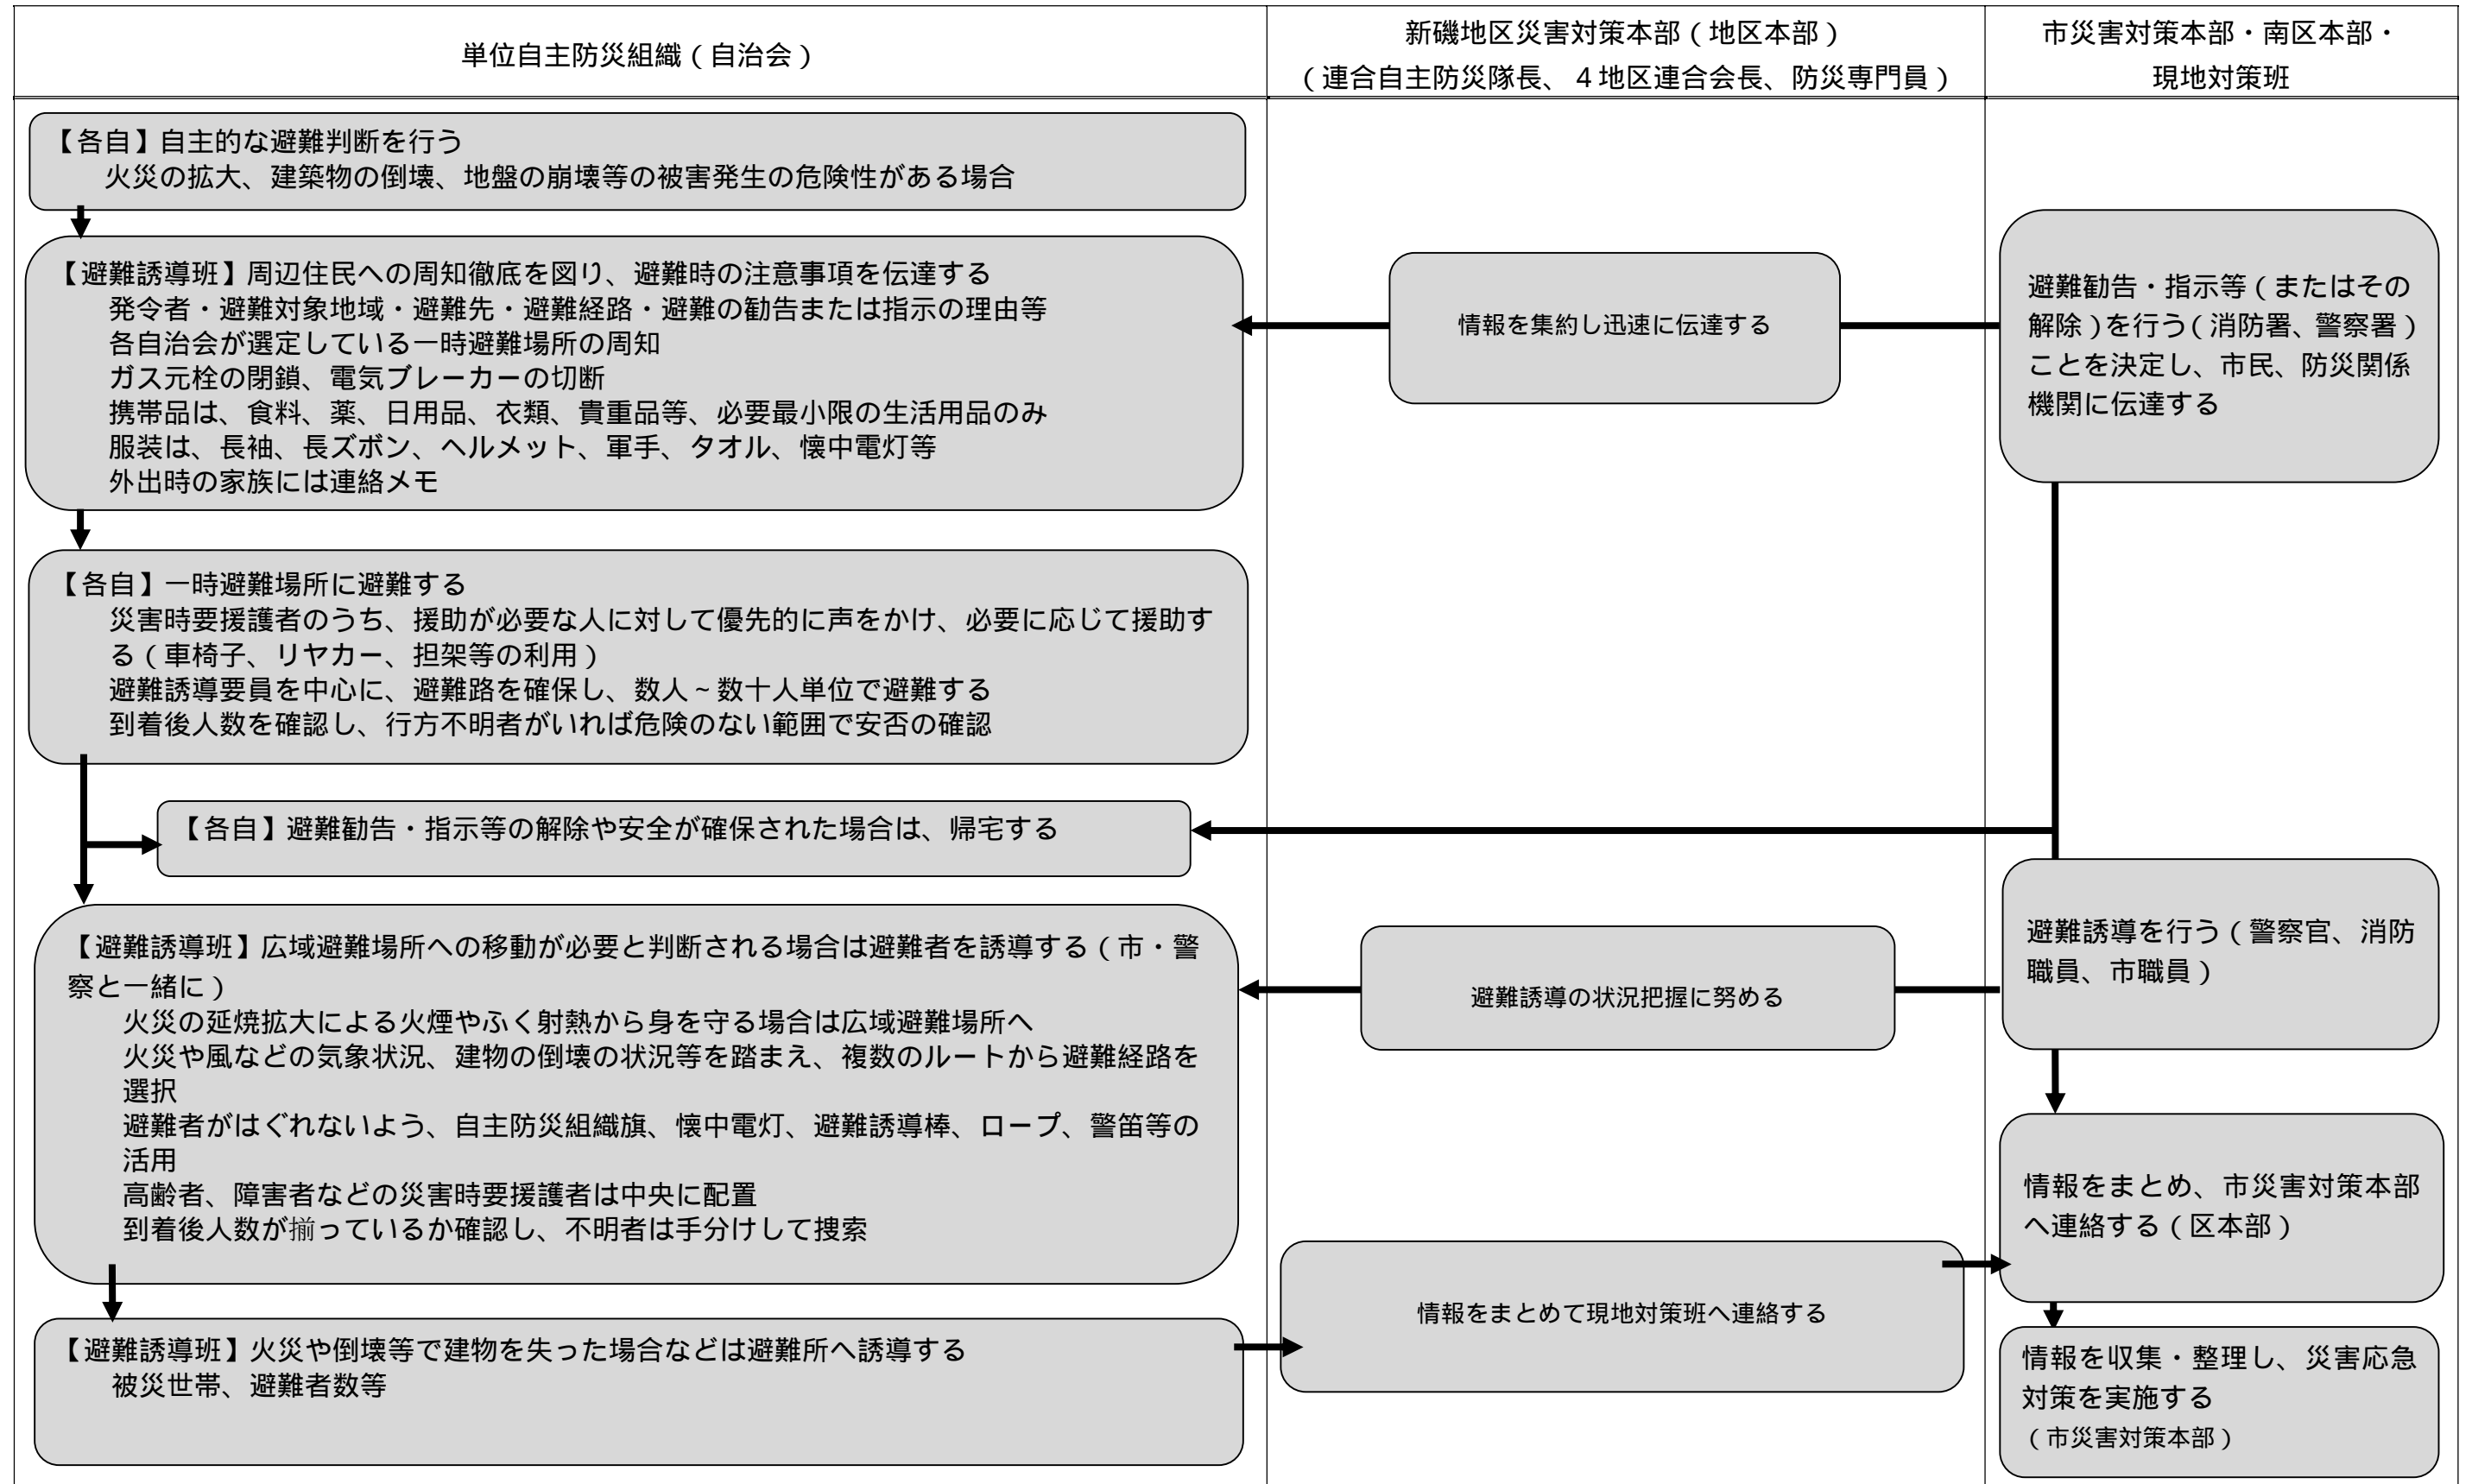 単位自主防災組織（自治会）
新磯地区災害対策本部（地区本部）
（連合自主防災隊長、４地区連合会長、防災専門員）
市災害対策本部・南区本部・
現地対策班
【各自】自主的な避難判断を行う
火災の拡大、建築物の倒壊、地盤の崩壊等の被害発生の危険性がある場合
【避難誘導班】周辺住民への周知徹底を図り、避難時の注意事項を伝達する
発令者・避難対象地域・避難先・避難経路・避難の勧告または指示の理由等
各自治会が選定している一時避難場所の周知
ガス元栓の閉鎖、電気ブレーカーの切断
携帯品は、食料、薬、日用品、衣類、貴重品等、必要最小限の生活用品のみ
服装は、長袖、長ズボン、ヘルメット、軍手、タオル、懐中電灯等
外出時の家族には連絡メモ
情報を集約し迅速に伝達する
避難勧告・指示等（またはその
解除）を行う（消防署、警察署）
ことを決定し、市民、防災関係
機関に伝達する
【各自】一時避難場所に避難する
災害時要援護者のうち、援助が必要な人に対して優先的に声をかけ、必要に応じて援助す
る（車椅子、リヤカー、担架等の利用）
避難誘導要員を中心に、避難路を確保し、数人～数十人単位で避難する
到着後人数を確認し、行方不明者がいれば危険のない範囲で安否の確認
【各自】避難勧告・指示等の解除や安全が確保された場合は、帰宅する
【避難誘導班】広域避難場所への移動が必要と判断される場合は避難者を誘導する（市・警
察と一緒に）
火災の延焼拡大による火煙やふく射熱から身を守る場合は広域避難場所へ
火災や風などの気象状況、建物の倒壊の状況等を踏まえ、複数のルートから避難経路を
選択
避難者がはぐれないよう、自主防災組織旗、懐中電灯、避難誘導棒、ロープ、警笛等の
活用
高齢者、障害者などの災害時要援護者は中央に配置
到着後人数が揃っているか確認し、不明者は手分けして捜索
避難誘導の状況把握に努める
避難誘導を行う（警察官、消防
職員、市職員）
情報をまとめ、市災害対策本部
へ連絡する（区本部）
【避難誘導班】火災や倒壊等で建物を失った場合などは避難所へ誘導する
被災世帯、避難者数等
情報をまとめて現地対策班へ連絡する
情報を収集・整理し、災害応急
対策を実施する
（市災害対策本部）